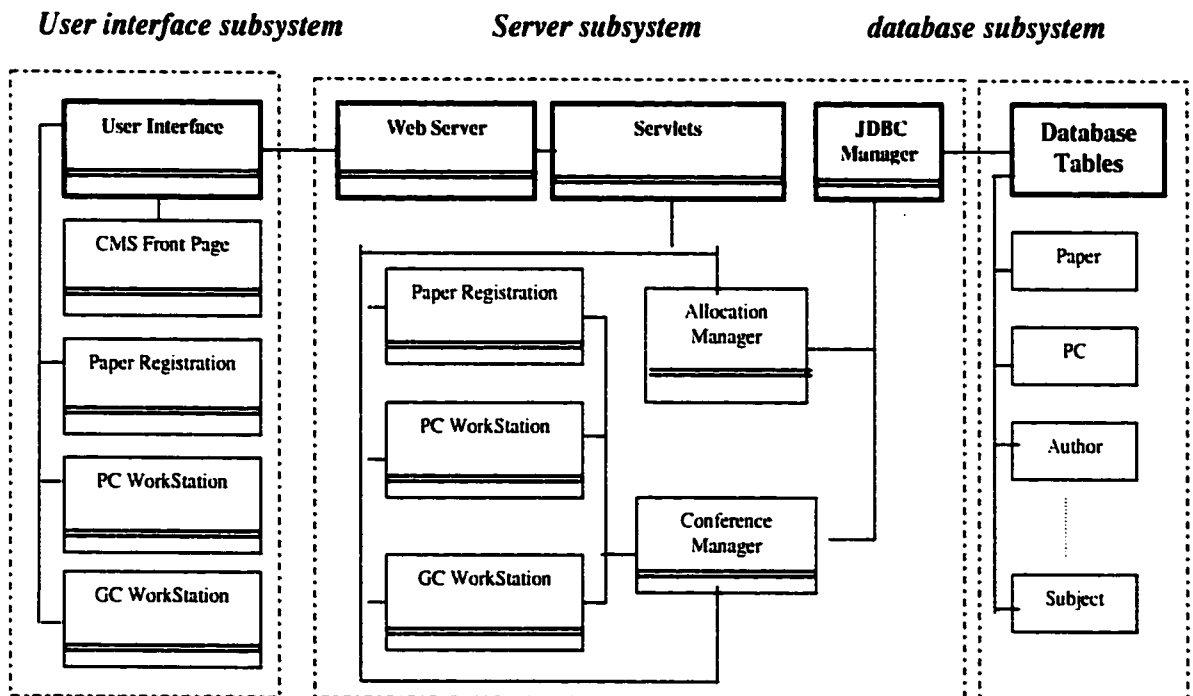 User interface subsystem
Server subsystem
database subsystem
User Interface
Web Server
Servlets
JDBC
Manager
Database
Tables
CMS Front Page
Paper Registration
PC WorkStation
GC WorkStation
Paper Registration
PC WorkStation
GC WorkStation
Allocation
Manager
Conference
Manager
Paper
PC
Author
Subject